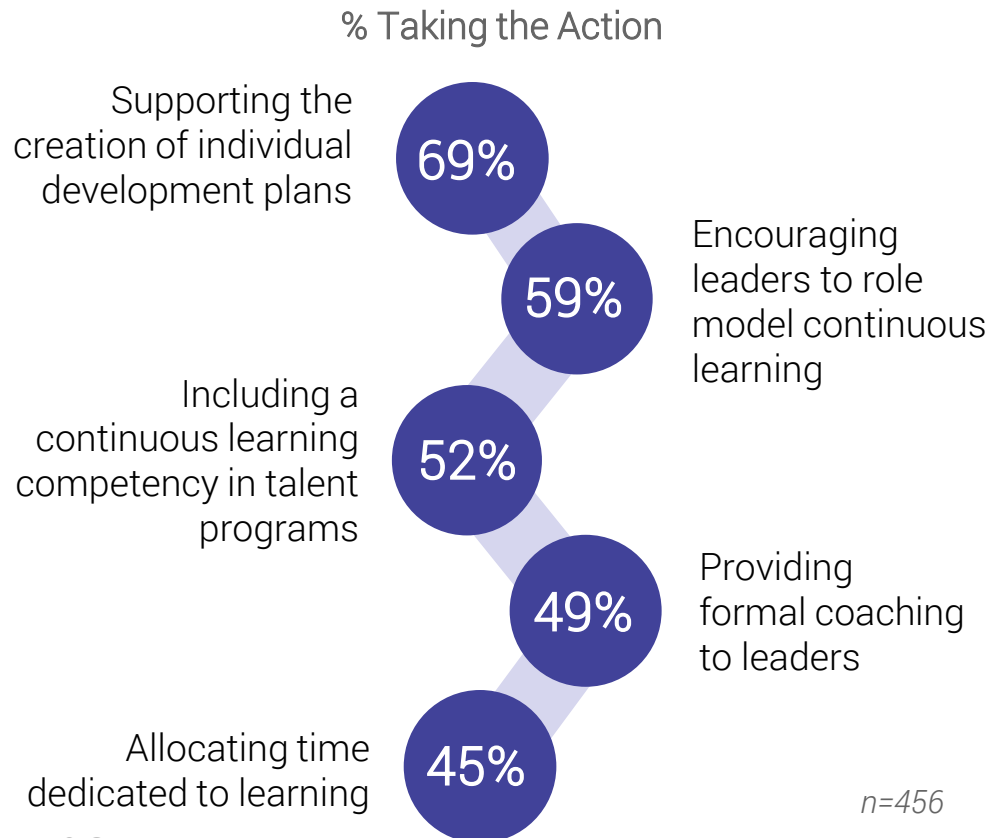 % Taking the Action
Supporting the
creation of individual
development plans
69%
59%
Encouraging
leaders to role
model continuous
learning
Including a
continuous learning
competency in talent
programs
52%
49%
Providing
formal coaching
to leaders
Allocating time
dedicated to learning
45%
n=456